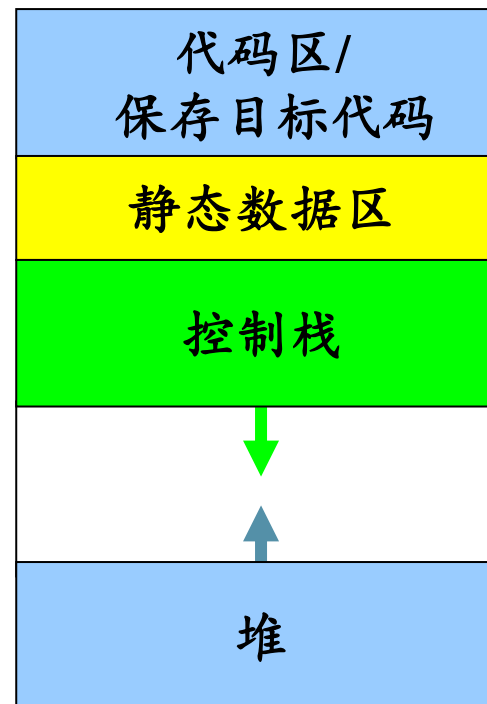 代码区/
保存目标代码
静态数据区
控制栈
堆